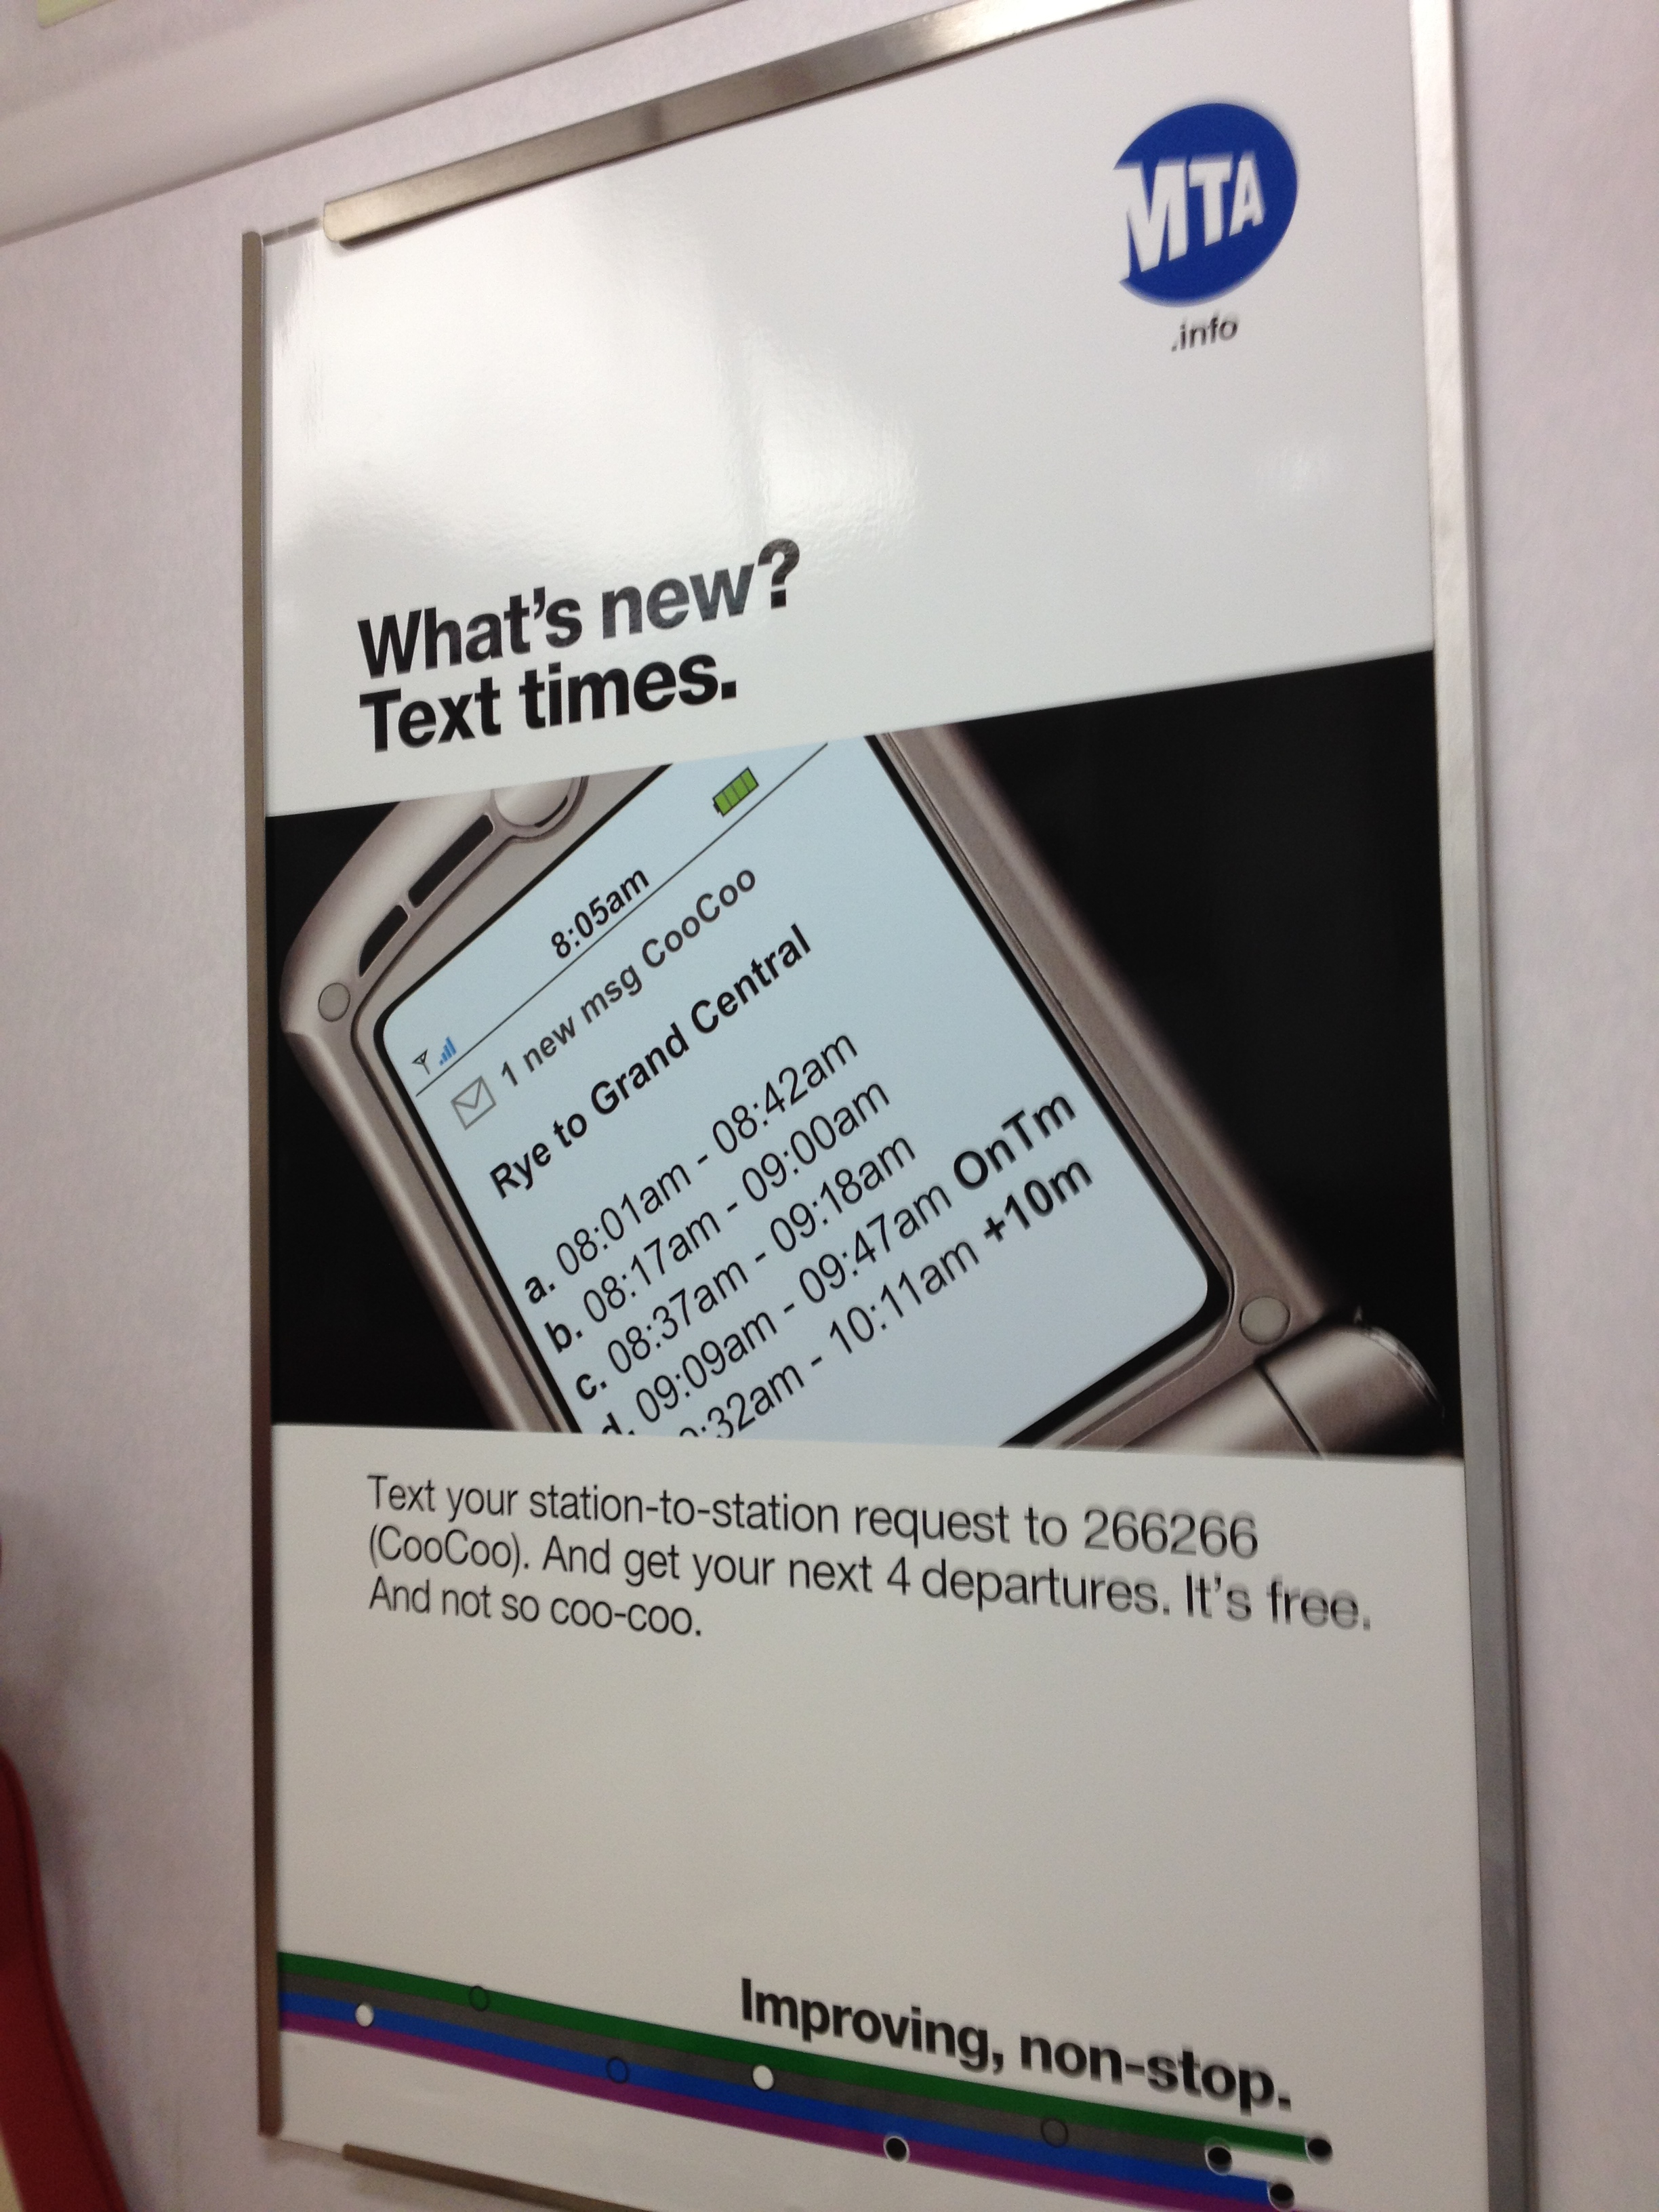 MTA
.info
What's new?
Text times.
8:05am
1 new msg CooCoo
Rye to Grand Central
a. 08:01am - 08:42am
b. 08:17am - 09:00am
c. 08:37am - 09:18am
d. 09:09am - 09:47am OnTm
:32am - 10:11am +10m
Text your station-to-station request to 266266
(CooCoo). And get your next 4 departures. It's free.
And not so coo-coo.
Improving, non-stop.